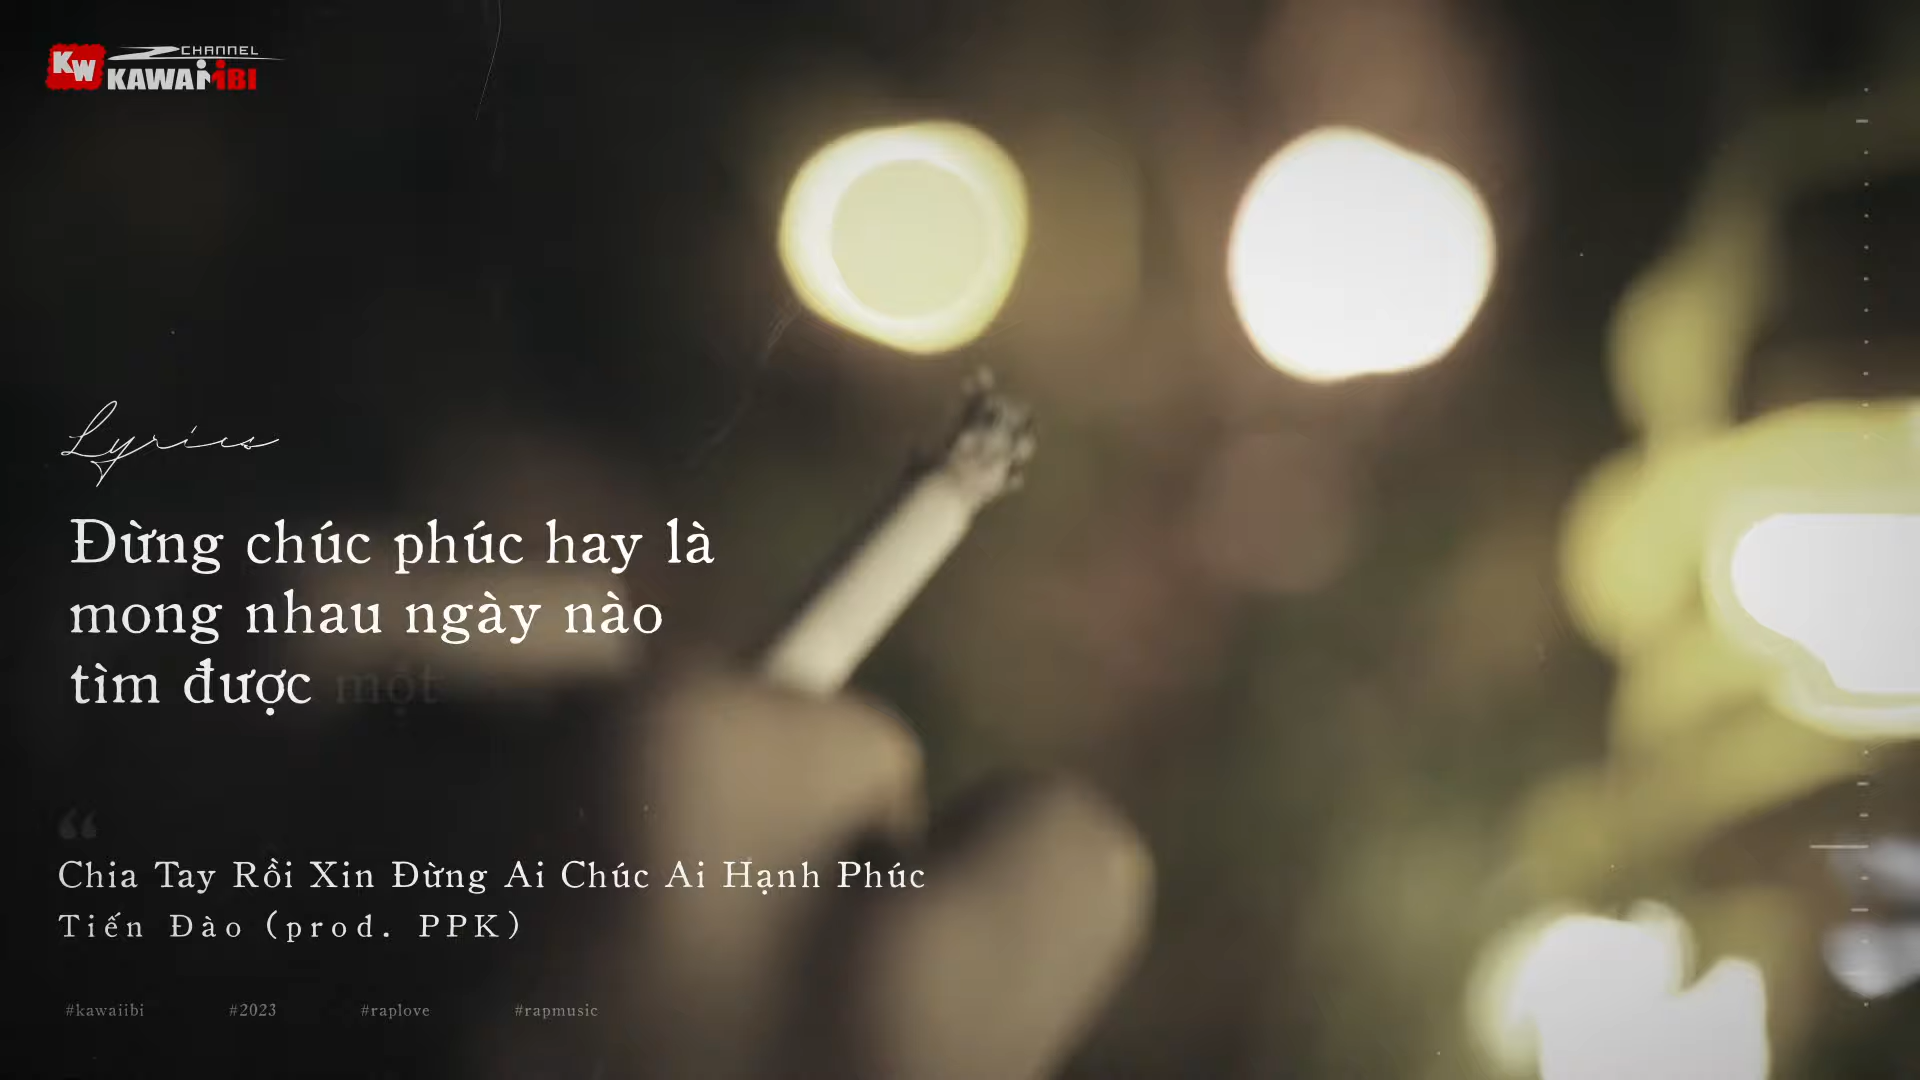 KW CHANNEL
KAWAIIBI
Lyrics
Đừng chúc phúc hay là
mong nhau ngày nào
tìm được một
“
Chia Tay Rồi Xin Đừng Ai Chúc Ai Hạnh Phúc
Tiến Đào (prod. PPK)
#kawaiibi #2023 #raplove #rapmusic